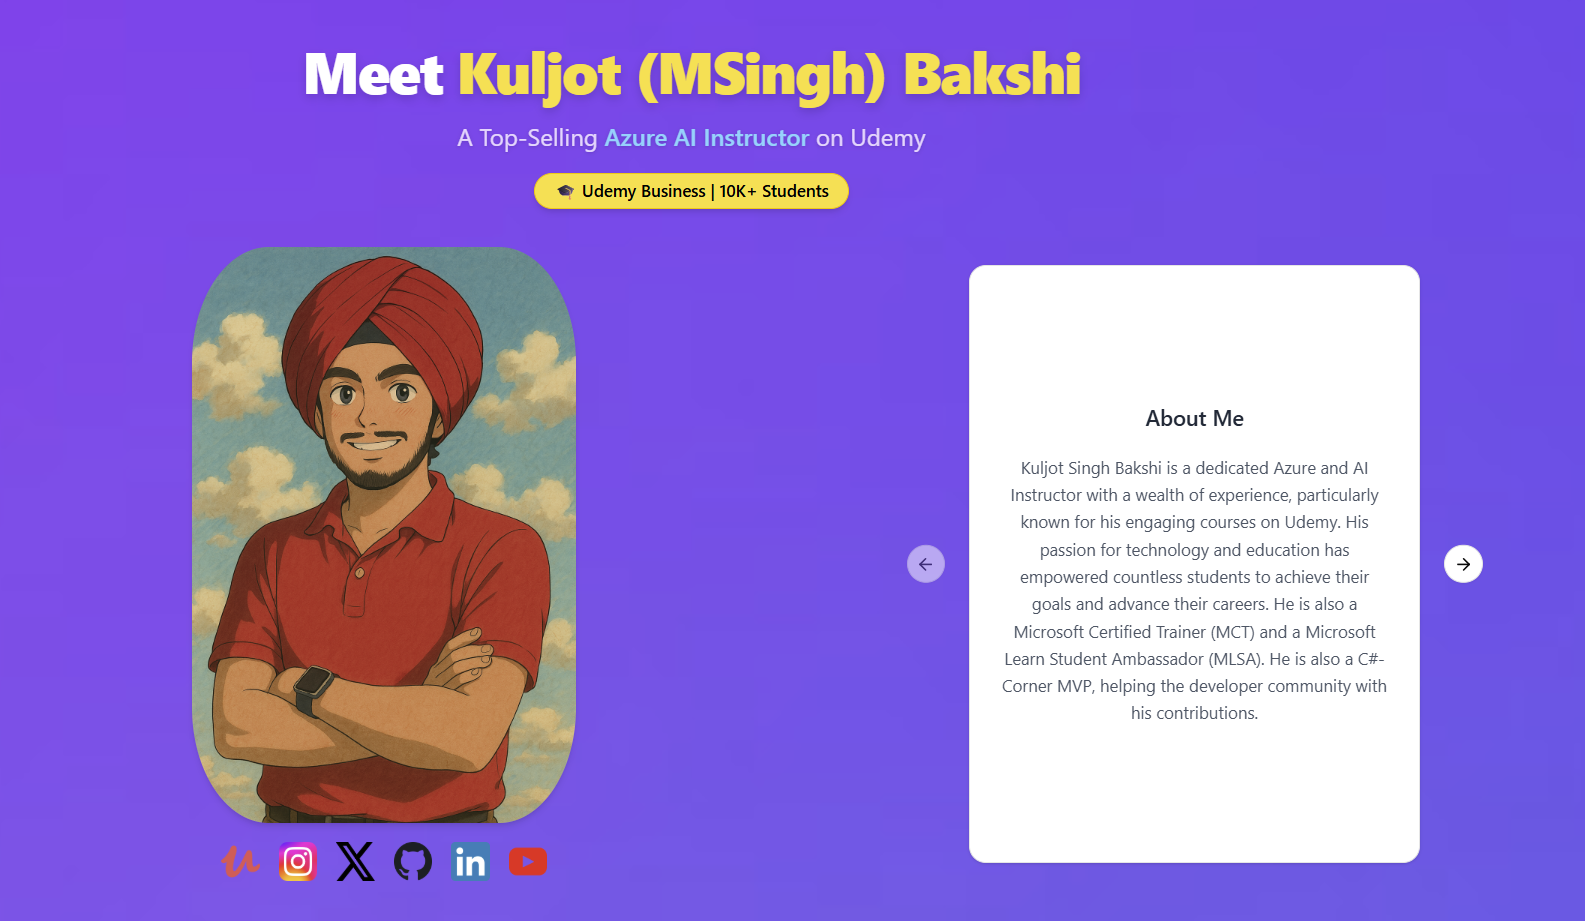 Meet Kuljot (MSingh) Bakshi
A Top-Selling Azure AI Instructor on Udemy
Udemy Business | 10K+ Students
About Me
Kuljot Singh Bakshi is a dedicated Azure and AI
Instructor with a wealth of experience, particularly
known for his engaging courses on Udemy. His
passion for technology and education has
empowered countless students to achieve their
goals and advance their careers. He is also a
Microsoft Certified Trainer (MCT) and a Microsoft
Learn Student Ambassador (MLSA). He is also a C#-
Corner MVP, helping the developer community with
his contributions.
in